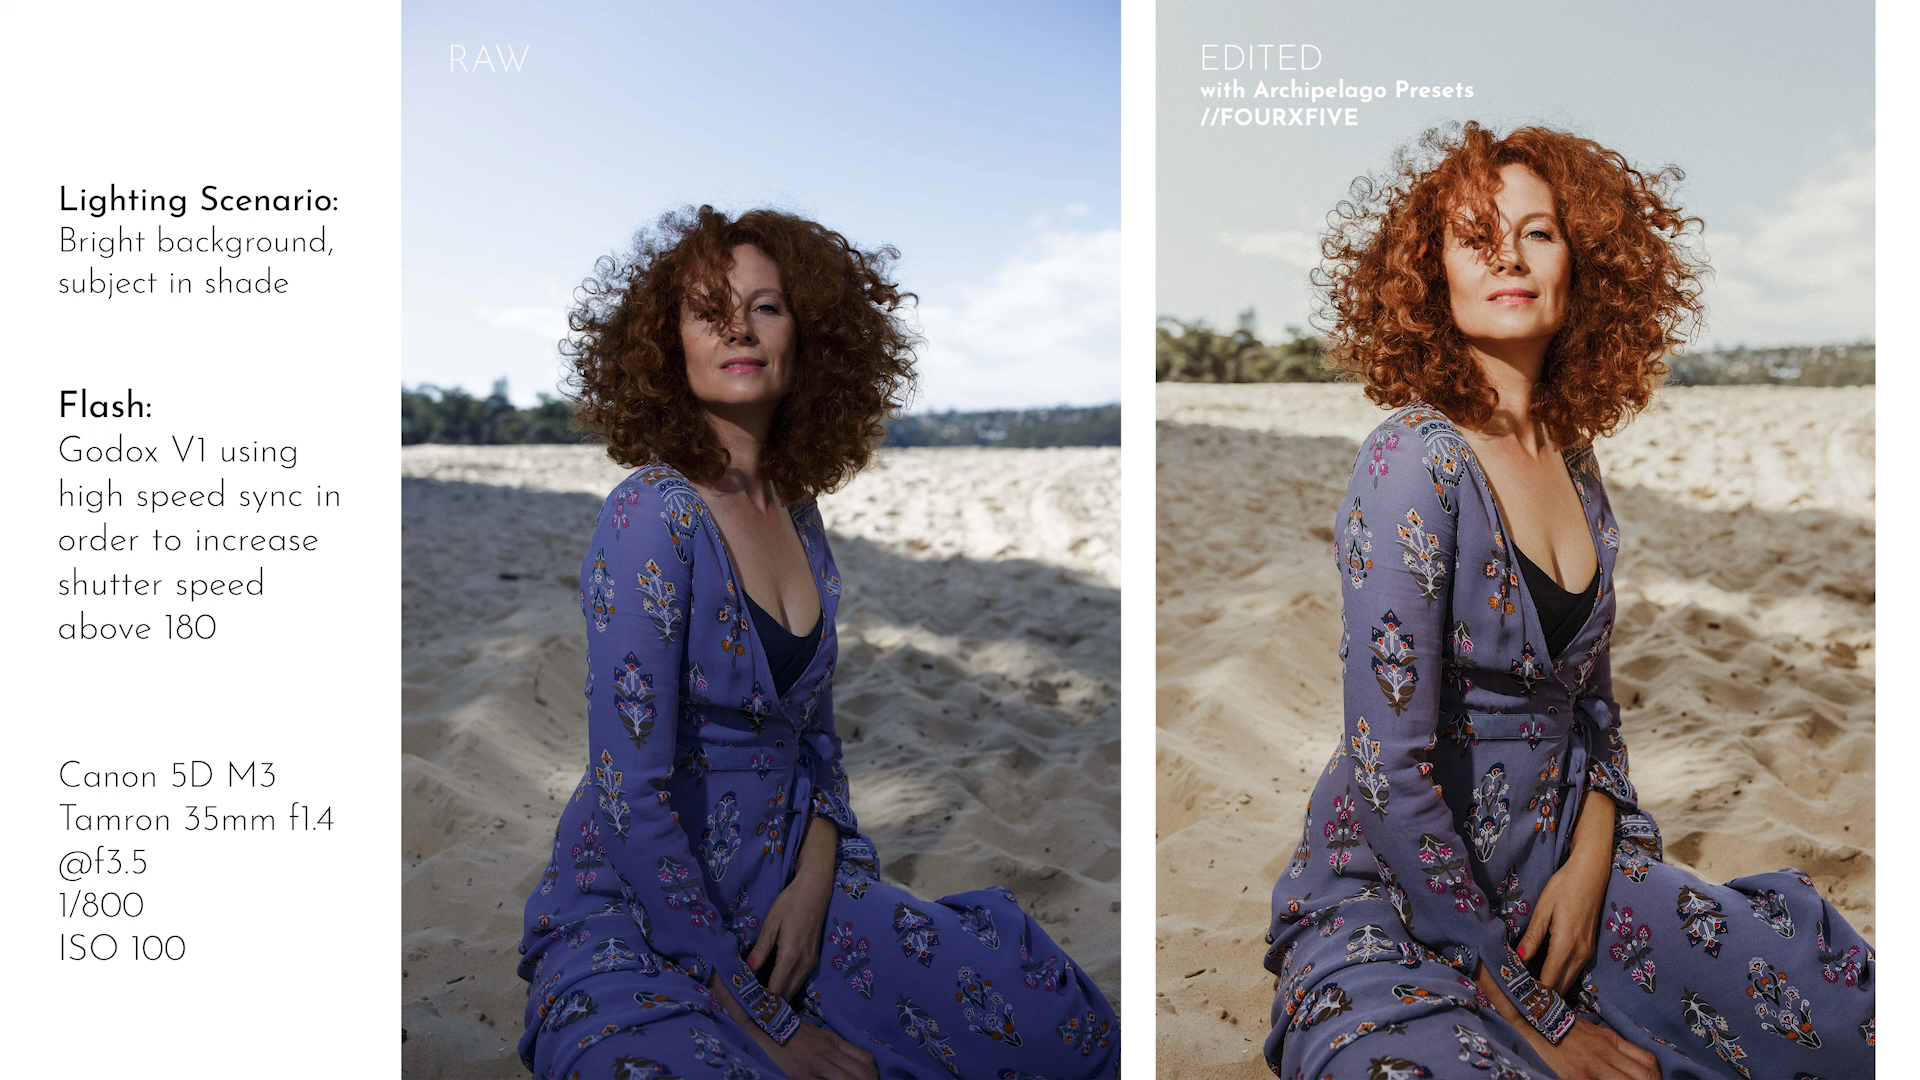 Lighting Scenario:
Bright background,
subject in shade
Flash:
Godox V1 using
high speed sync in
order to increase
shutter speed
above 180
Canon 5D M3
Tamron 35mm f1.4
@f3.5
1/800
ISO 100
RAW
EDITED
with Archipelago Presets
//FOURXFIVE